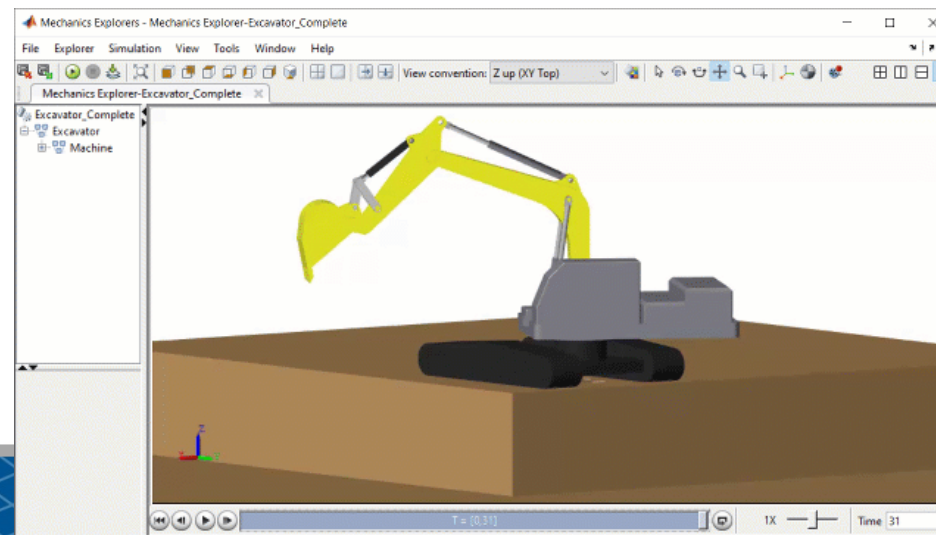 Mechanics Explorers - Mechanics Explorer-Excavator_Complete
File Explorer Simulation View Tools Window Help
View convention: Z up (XY Top)
Mechanics Explorer-Excavator_Complete
Excavator_Complete
Excavator
Machine
Z
T = [0,31]
1X
Time 31